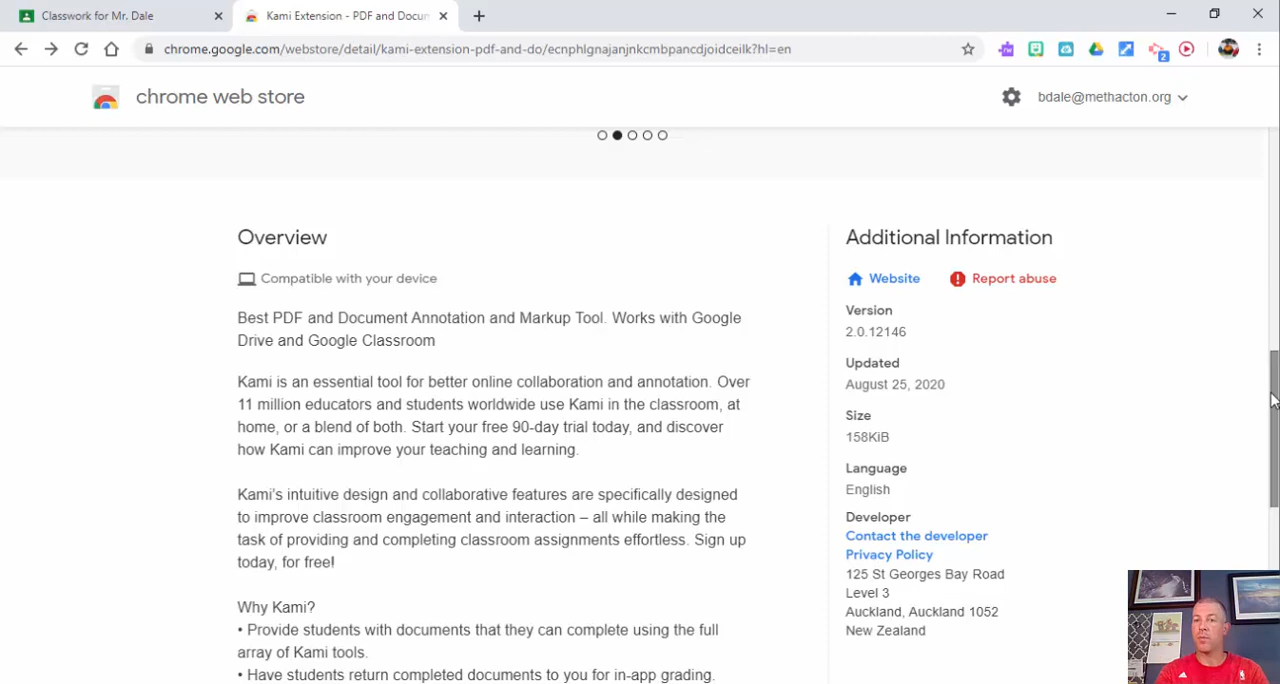 Classwork for Mr. Dale
Kami Extension - PDF and Docum
chrome.google.com/webstore/detail/kami-extension-pdf-and-do/ecnphlgnajanjnkcmbpancdjoidceilk?hl=en
2
chrome web store
bdale@methacton.org
Overview
Compatible with your device
Best PDF and Document Annotation and Markup Tool. Works with Google
Drive and Google Classroom
Kami is an essential tool for better online collaboration and annotation. Over
11 million educators and students worldwide use Kami in the classroom, at
home, or a blend of both. Start your free 90-day trial today, and discover
how Kami can improve your teaching and learning.
Kami's intuitive design and collaborative features are specifically designed
to improve classroom engagement and interaction – all while making the
task of providing and completing classroom assignments effortless. Sign up
today, for free!
Why Kami?
• Provide students with documents that they can complete using the full
array of Kami tools.
• Have students return completed documents to you for in-app grading.
Additional Information
Website
Report abuse
Version
2.0.12146
Updated
August 25, 2020
Size
158KiB
Language
English
Developer
Contact the developer
Privacy Policy
125 St Georges Bay Road
Level 3
Auckland, Auckland 1052
New Zealand